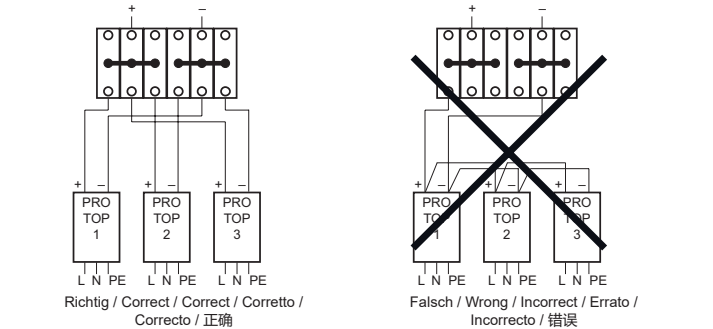 + –
+ – + – + –
PRO TOP 1
PRO TOP 2
PRO TOP 3
L N PE L N PE L N PE
Richtig / Correct / Correct / Corretto /
Correcto / 正确
+ –
+ – + – + –
PRO TOP 1
PRO TOP 2
PRO TOP 3
L N PE L N PE L N PE
Falsch / Wrong / Incorrect / Errato /
Incorrecto / 错误